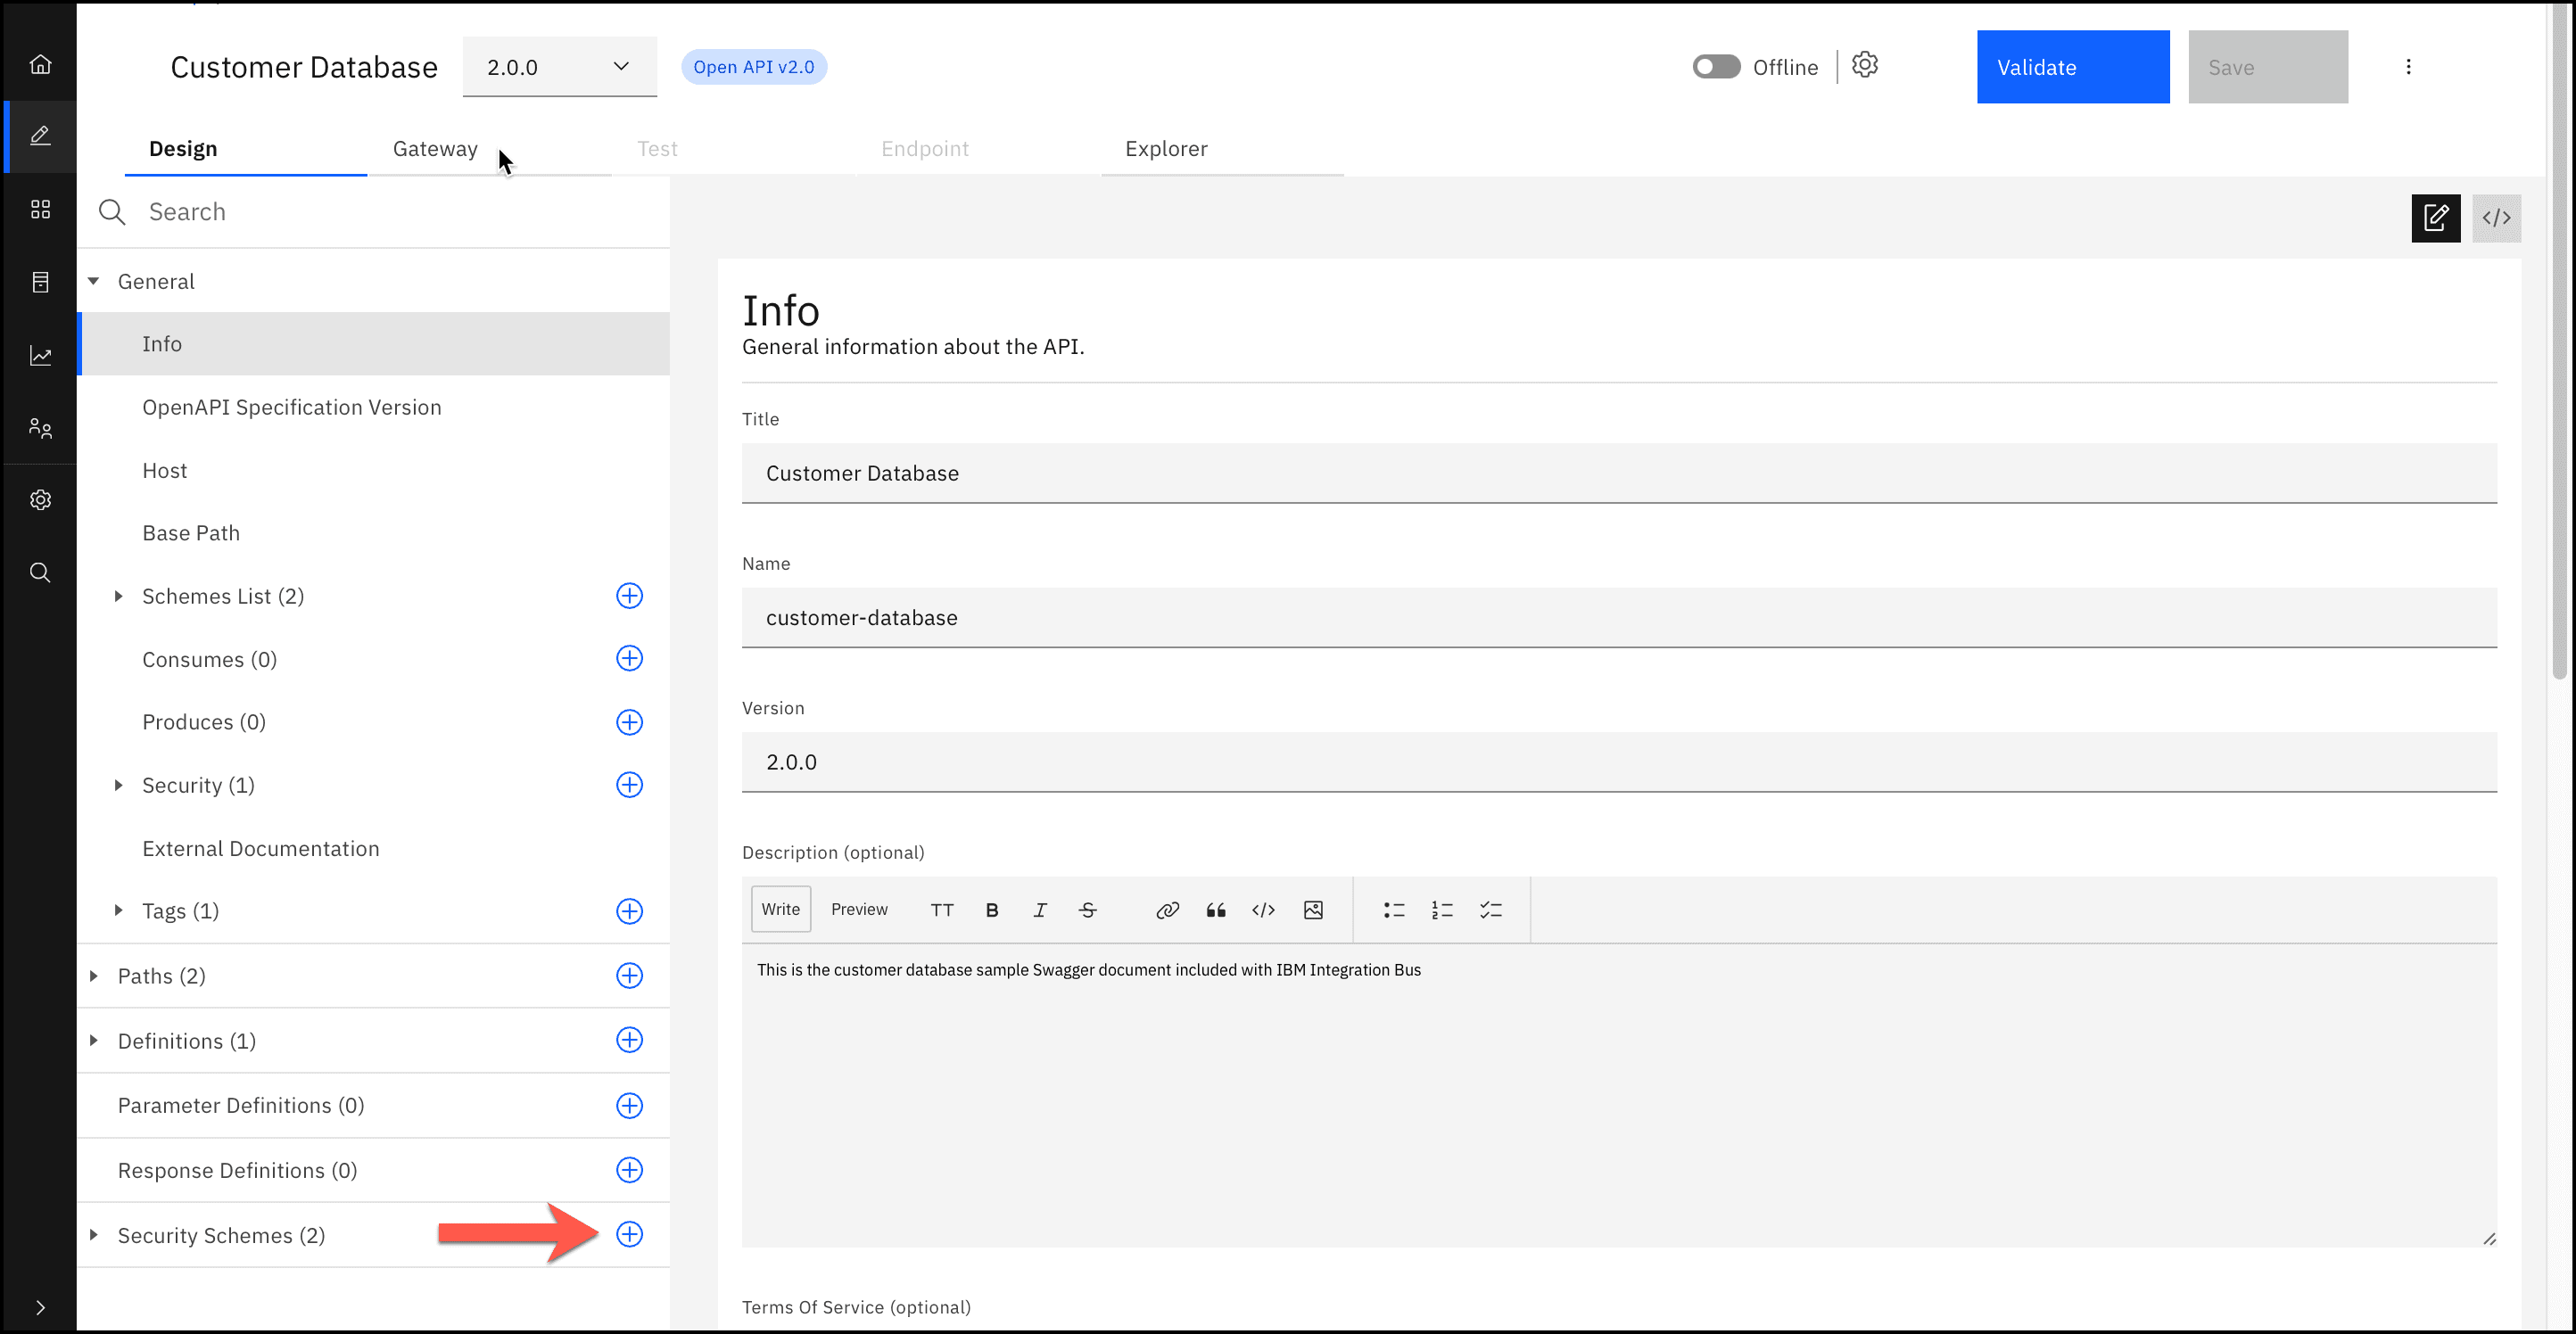 Customer Database
2.0.0
Open API v2.0
Offline
Validate
Save
Design
Gateway
Test
Endpoint
Explorer
Search
General
Info
OpenAPI Specification Version
Host
Base Path
Schemes List (2)
Consumes (0)
Produces (0)
Security (1)
External Documentation
Tags (1)
Paths (2)
Definitions (1)
Parameter Definitions (0)
Response Definitions (0)
Security Schemes (2)
Info
General information about the API.
Title
Customer Database
Name
customer-database
Version
2.0.0
Description (optional)
Write
Preview
This is the customer database sample Swagger document included with IBM Integration Bus
Terms Of Service (optional)